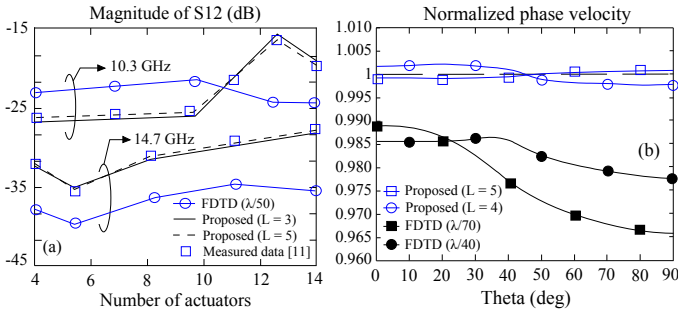 Magnitude of S12 (dB)
-15
-25
-35
-45
10.3 GHz
14.7 GHz
FDTD (λ/50)
Proposed (L = 3)
Proposed (L = 5)
Measured data [11]
(a)
4 6 8 10 12 14
Number of actuators
Normalized phase velocity
1.010
1.005
1
0.995
0.990
0.985
0.980
0.975
0.970
0.965
0.960
1
(b)
Proposed (L = 5)
Proposed (L = 4)
FDTD (λ/70)
FDTD (λ/40)
0 10 20 30 40 50 60 70 80 90
Theta (deg)